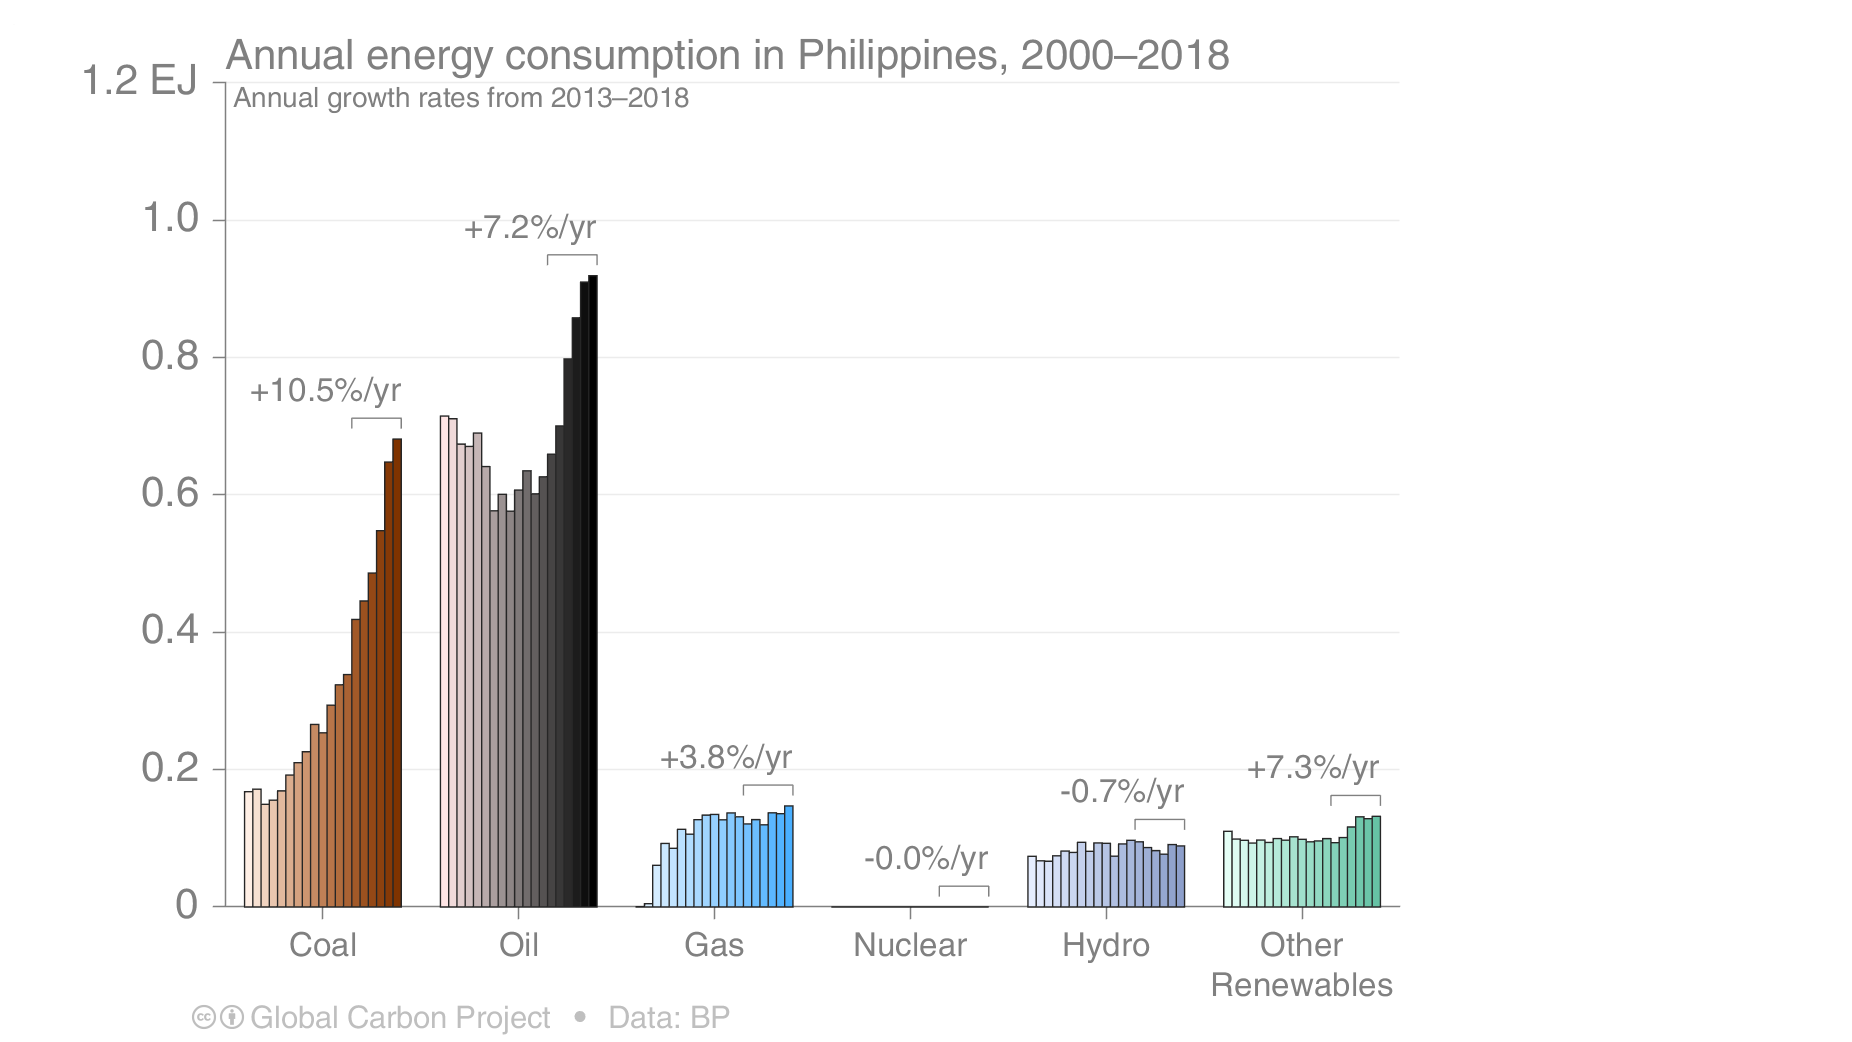 Annual energy consumption in Philippines, 2000–2018
1.2 EJ
Annual growth rates from 2013–2018
1.0
+7.2%/yr
0.8
+10.5%/yr
0.6
0.4
0.2
+3.8%/yr
+7.3%/yr
-0.7%/yr
-0.0%/yr
0
Coal Oil Gas Nuclear Hydro Other
Renewables
cc Global Carbon Project • Data: BP